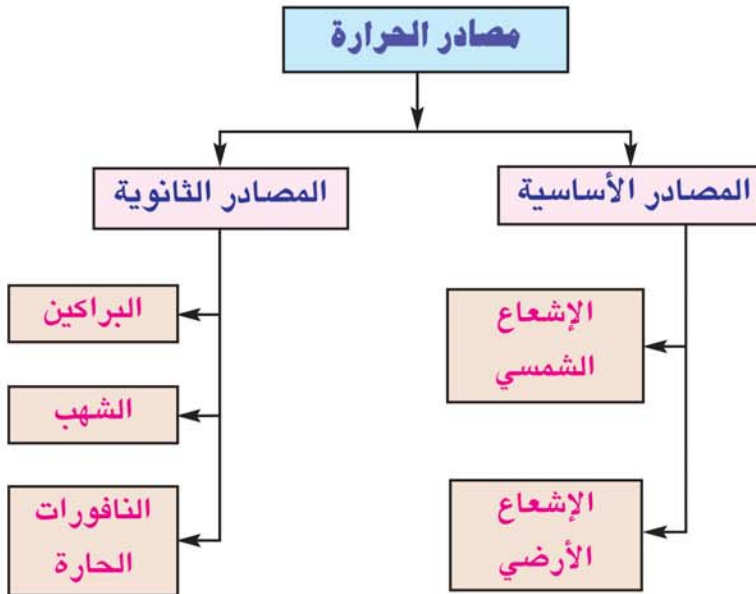 مصادر الحرارة
المصادر الأساسية
الإشعاع
الشمسي
الإشعاع
الأرضي
المصادر الثانوية
البراكين
الشهب
النافورات
الحارة